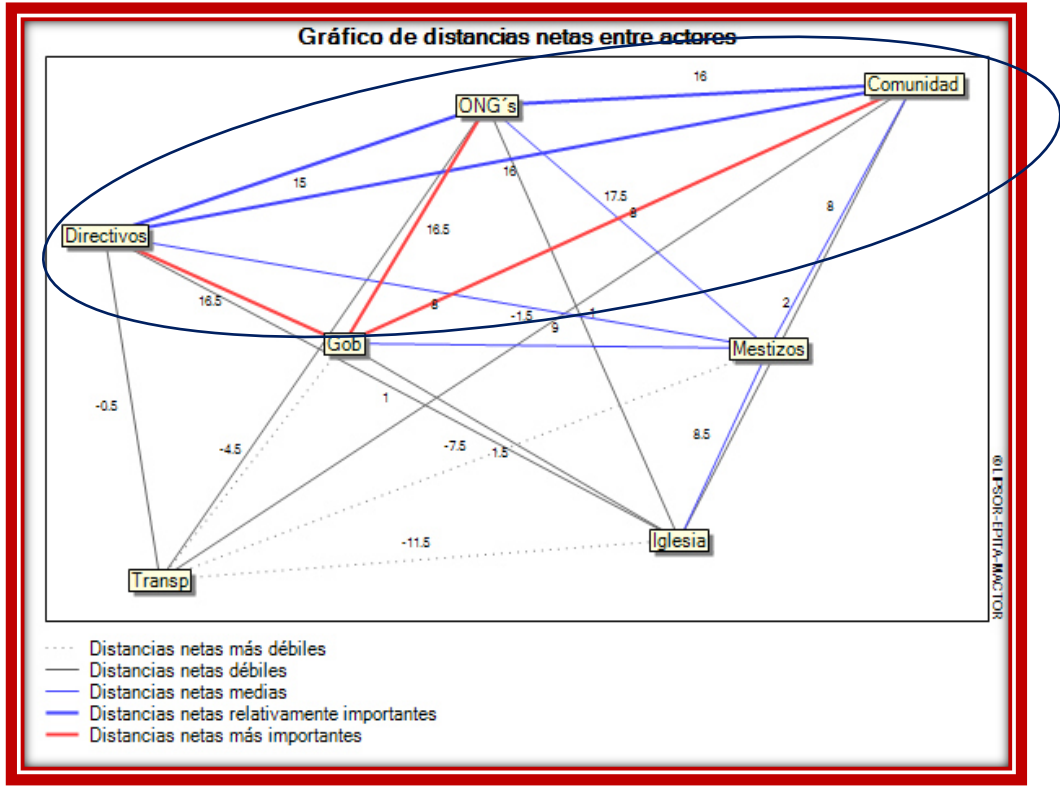 Gráfico de distancias netas entre actores
Comunidad
16
ONG´s
15
16
17.5
8
8
Directivos
16.5
16.5
8
-1.5
9
1
2
Gob
Mestizos
-0.5
1
-4.5
-7.5
1.5
8.5
-11.5
Iglesia
Transp
©LIPSOR-EPITA-MACTOR
Distancias netas más débiles
Distancias netas débiles
Distancias netas medias
Distancias netas relativamente importantes
Distancias netas más importantes